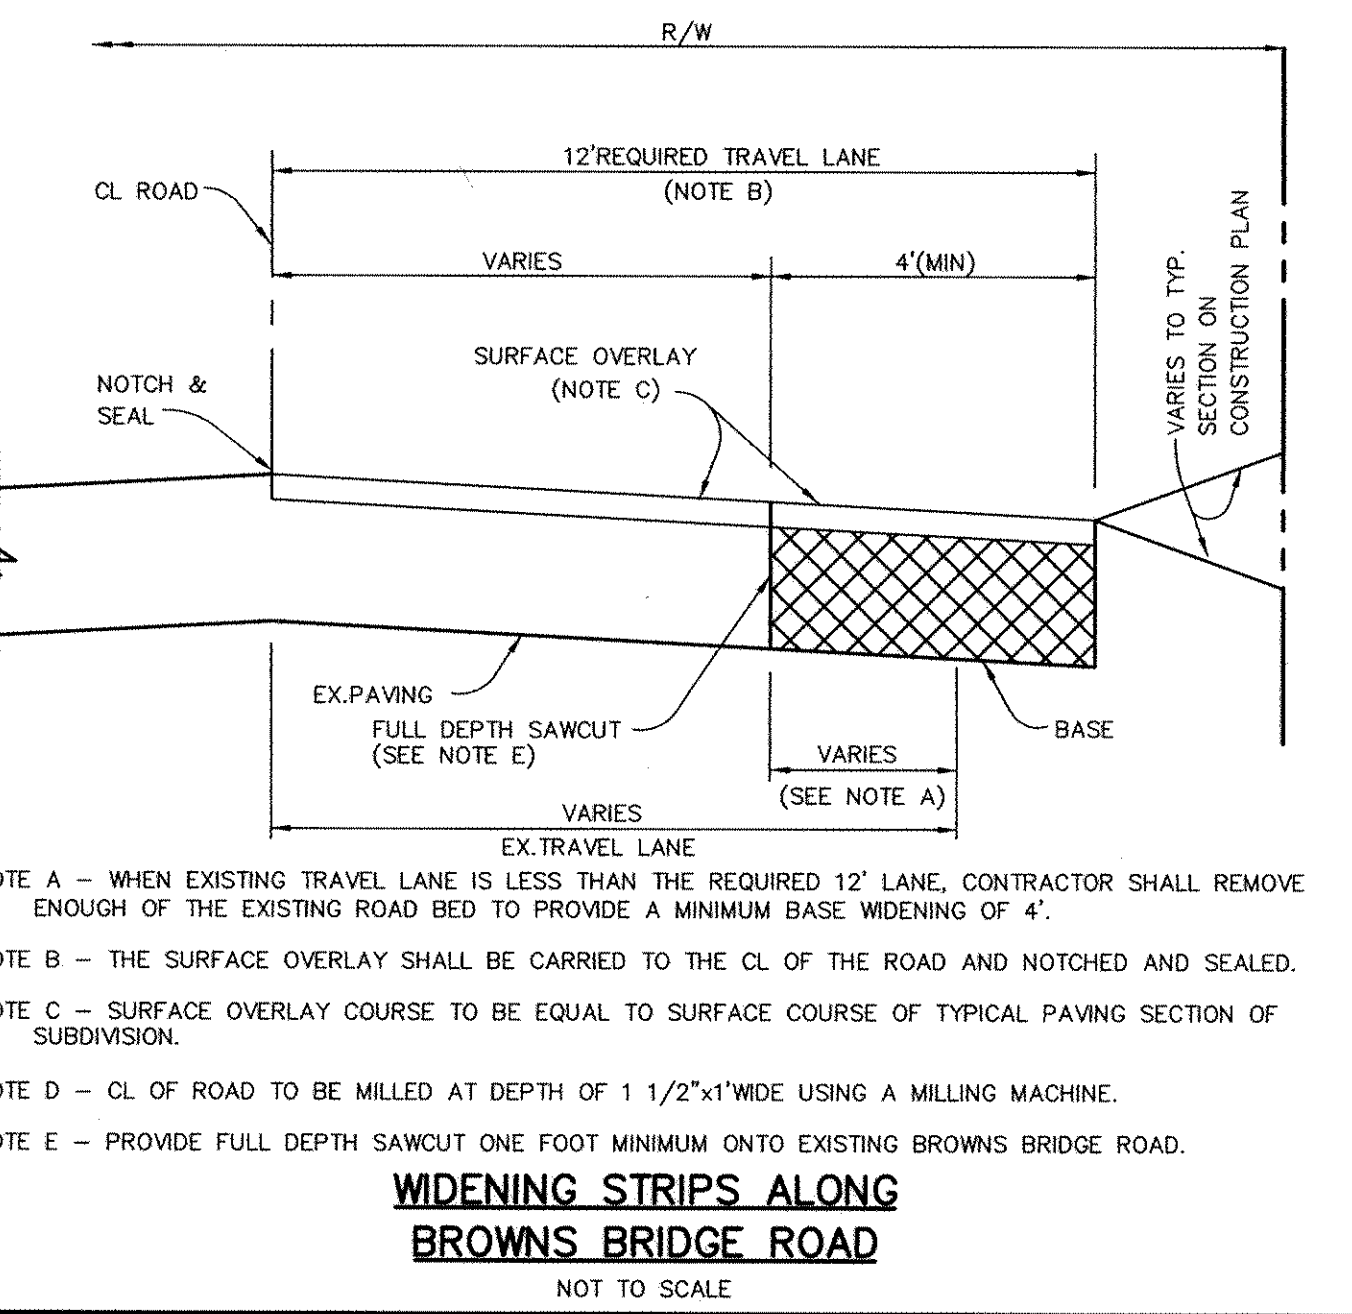 R/W
12'REQUIRED TRAVEL LANE
(NOTE B)
CL ROAD
VARIES
4'(MIN)
VARIES TO TYP.
SECTION ON
CONSTRUCTION PLAN
SURFACE OVERLAY
(NOTE C)
NOTCH &
SEAL
EX.PAVING
FULL DEPTH SAWCUT
(SEE NOTE E)
BASE
VARIES
(SEE NOTE A)
VARIES
EX.TRAVEL LANE
OTE A – WHEN EXISTING TRAVEL LANE IS LESS THAN THE REQUIRED 12' LANE, CONTRACTOR SHALL REMOVE
ENOUGH OF THE EXISTING ROAD BED TO PROVIDE A MINIMUM BASE WIDENING OF 4'.
OTE B – THE SURFACE OVERLAY SHALL BE CARRIED TO THE CL OF THE ROAD AND NOTCHED AND SEALED.
OTE C – SURFACE OVERLAY COURSE TO BE EQUAL TO SURFACE COURSE OF TYPICAL PAVING SECTION OF
SUBDIVISION.
OTE D – CL OF ROAD TO BE MILLED AT DEPTH OF 1 1/2"x1'WIDE USING A MILLING MACHINE.
OTE E – PROVIDE FULL DEPTH SAWCUT ONE FOOT MINIMUM ONTO EXISTING BROWNS BRIDGE ROAD.
WIDENING STRIPS ALONG
BROWNS BRIDGE ROAD
NOT TO SCALE